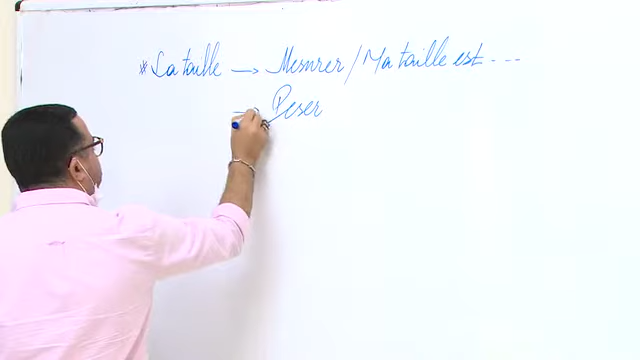 * La taille → Mesurer / Ma taille est ...
→ Peser